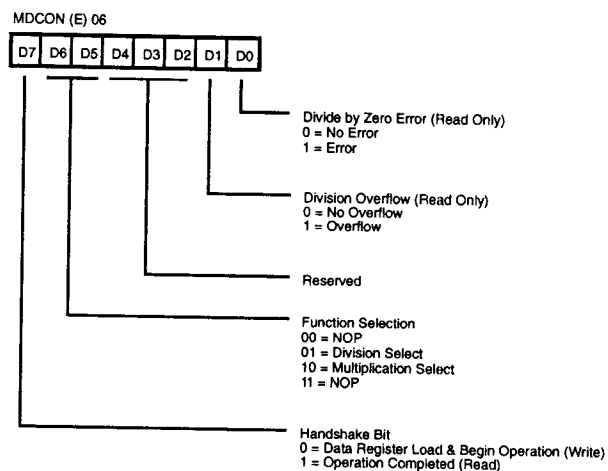 MDCON (E) 06
D7 D6 D5 D4 D3 D2 D1 D0
Divide by Zero Error (Read Only)
0 = No Error
1 = Error
Division Overflow (Read Only)
0 = No Overflow
1 = Overflow
Reserved
Function Selection
00 = NOP
01 = Division Select
10 = Multiplication Select
11 = NOP
Handshake Bit
0 = Data Register Load & Begin Operation (Write)
1 = Operation Completed (Read)